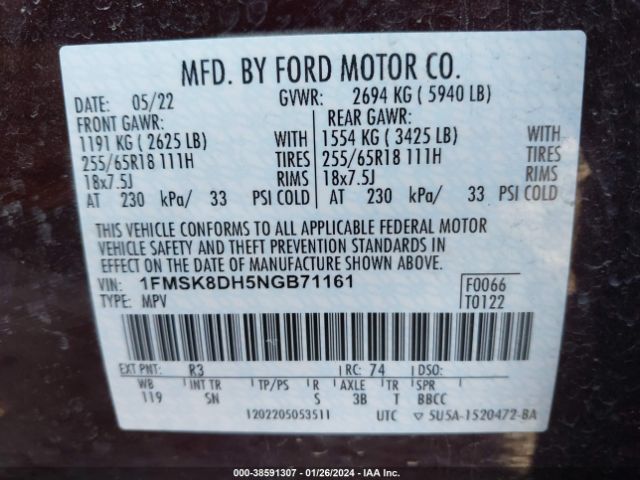 MFD. BY FORD MOTOR CO.
DATE: 05/22 GVWR: 2694 KG ( 5940 LB)
FRONT GAWR: REAR GAWR:
1191 KG ( 2625 LB) WITH 1554 KG ( 3425 LB) WITH
255/65R18 111H TIRES 255/65R18 111H TIRES
18x7.5J RIMS 18x7.5J RIMS
AT 230 kPa/ 33 PSI COLD AT 230 kPa/ 33 PSI COLD
THIS VEHICLE CONFORMS TO ALL APPLICABLE FEDERAL MOTOR
VEHICLE SAFETY AND THEFT PREVENTION STANDARDS IN
EFFECT ON THE DATE OF MANUFACTURE SHOWN ABOVE.
VIN: 1FMSK8DH5NGB71161 F0066
TYPE: MPV T0122
EXT PNT: R3 RC: 74 DSO:
WB INT TR TP/PS R AXLE TR SPR
119 SN S 3B T BBCC
1202205053511 UTC ▽ 5U5A-1520472-BA
000-38591307 - 01/26/2024 - IAA Inc.